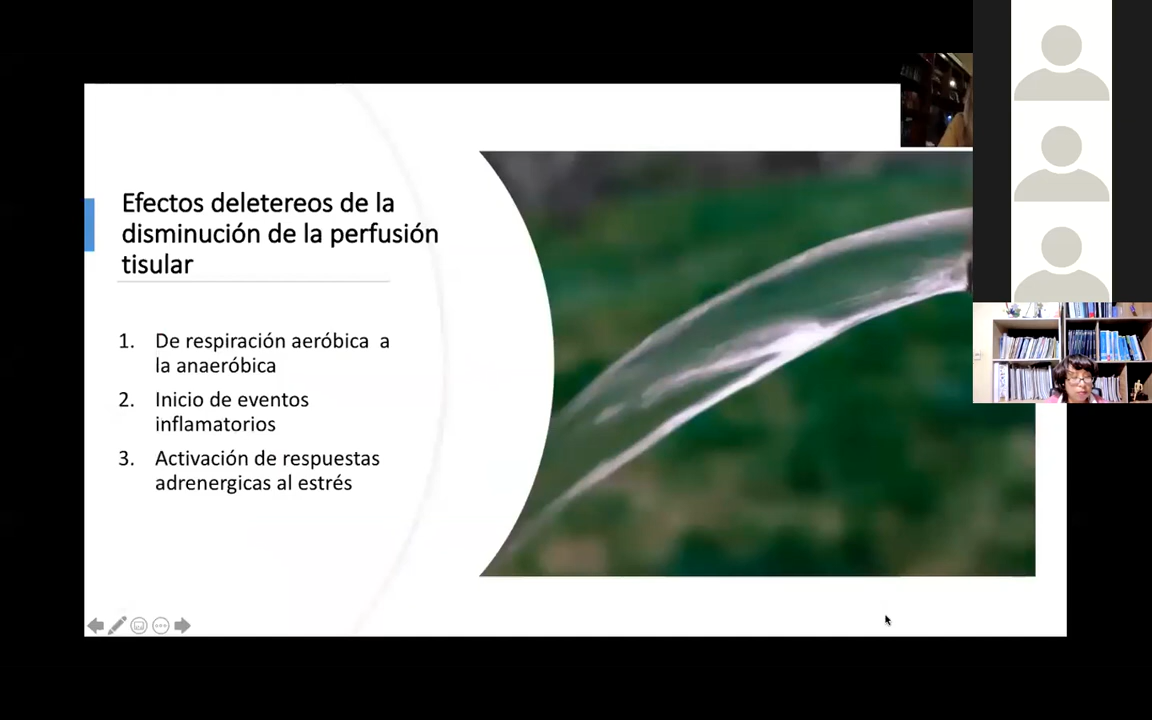 Efectos deletereos de la
disminución de la perfusión
tisular
1. De respiración aeróbica a
la anaeróbica
2. Inicio de eventos
inflamatorios
3. Activación de respuestas
adrenergicas al estrés